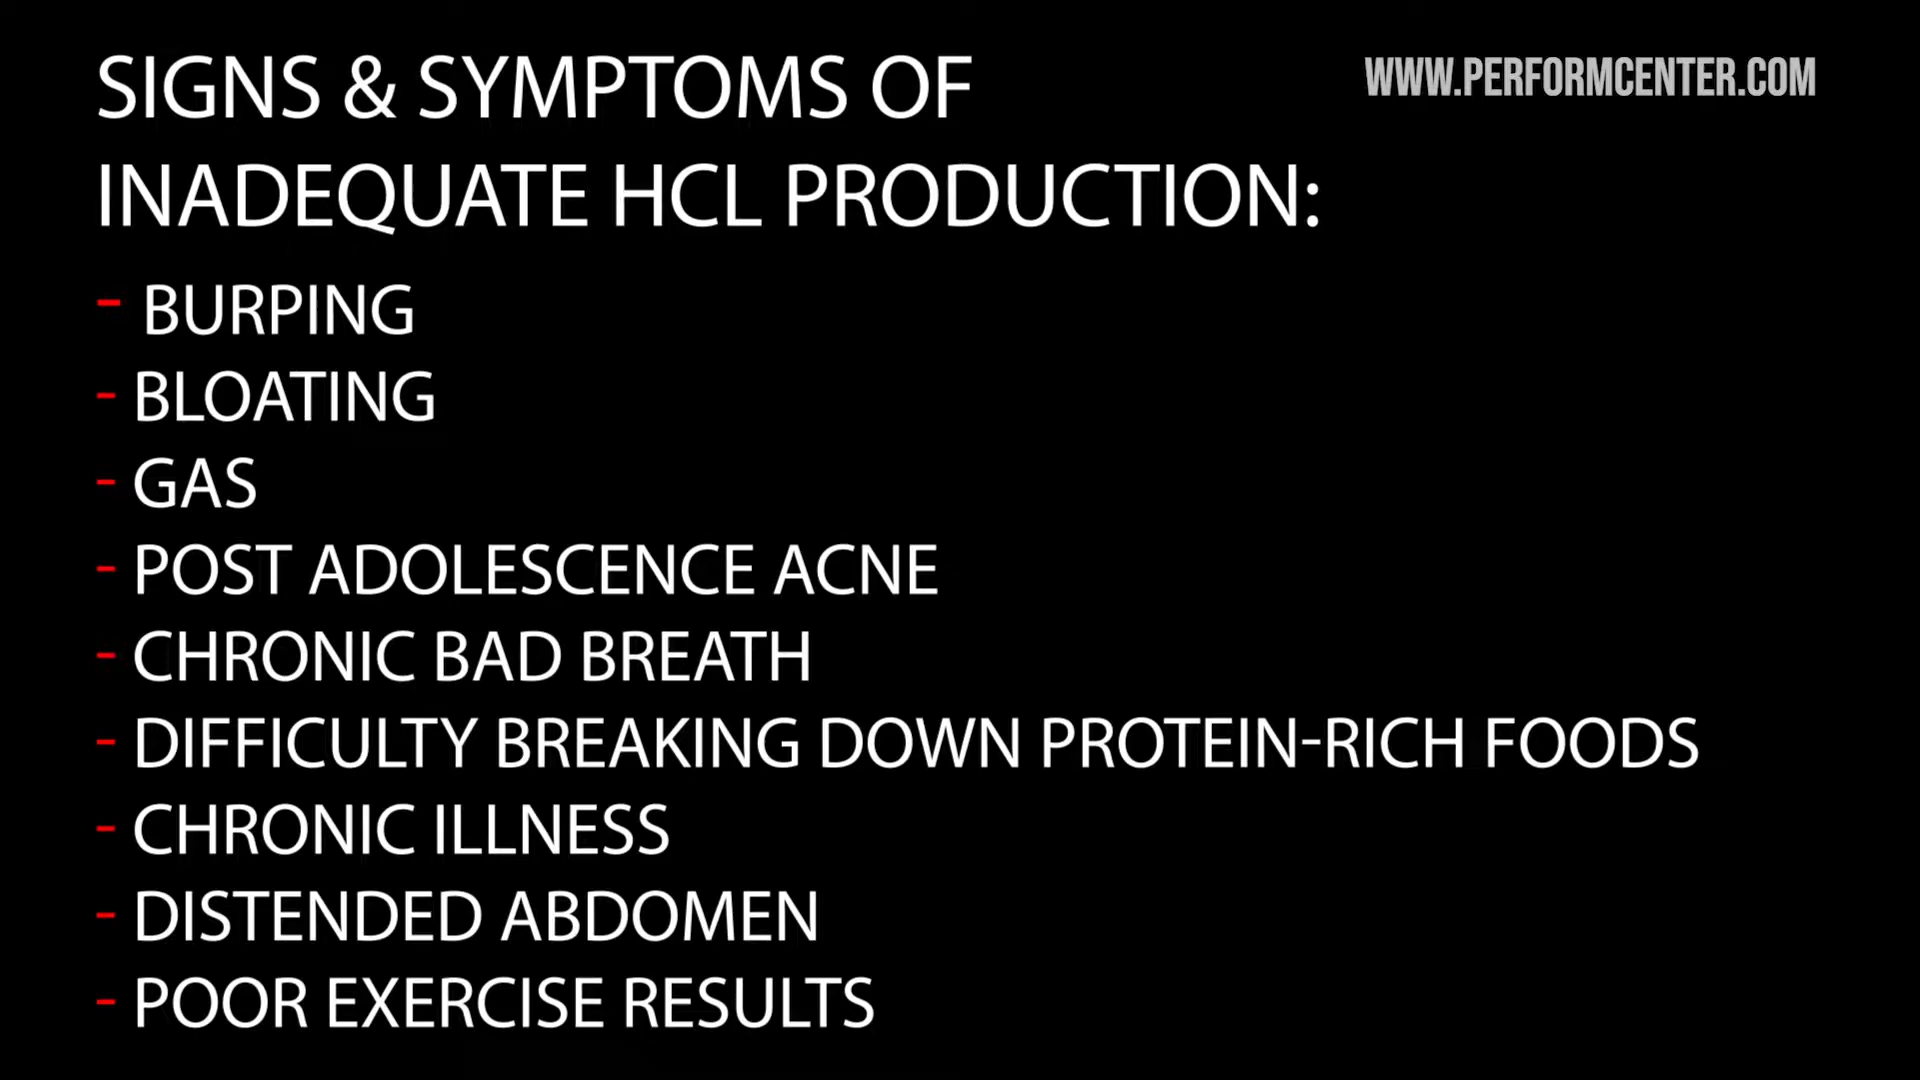 SIGNS & SYMPTOMS OF
WWW.PERFORMCENTER.COM
INADEQUATE HCL PRODUCTION:
- BURPING
- BLOATING
- GAS
- POST ADOLESCENCE ACNE
- CHRONIC BAD BREATH
- DIFFICULTY BREAKING DOWN PROTEIN-RICH FOODS
- CHRONIC ILLNESS
- DISTENDED ABDOMEN
- POOR EXERCISE RESULTS